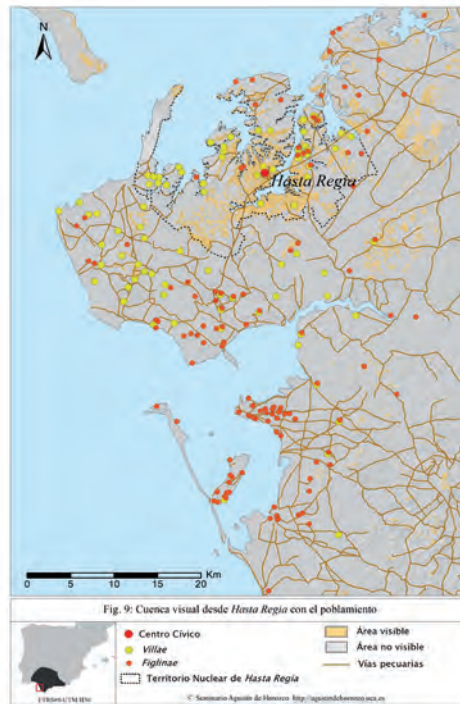 N
Hasta Regia
0 5 10 15 20 Km
Fig. 9: Cuenca visual desde Hasta Regia con el poblamiento
Centro Cívico
Villae
Figlinae
Territorio Nuclear de Hasta Regia
Área visible
Área no visible
Vías pecuarias
© Seminario Agustín de Horozco http://agustindehorozco.uca.es